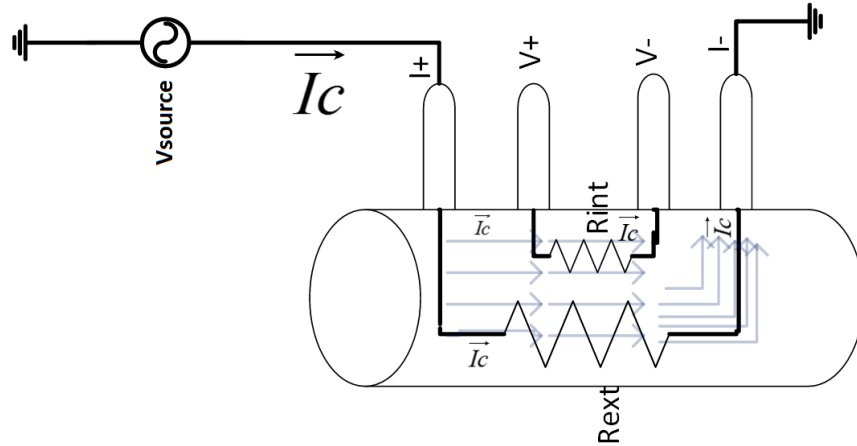 Vsource
Ic
I+
V+
V-
I-
Rint
Ic
Ic
Ic
Ic
Rext